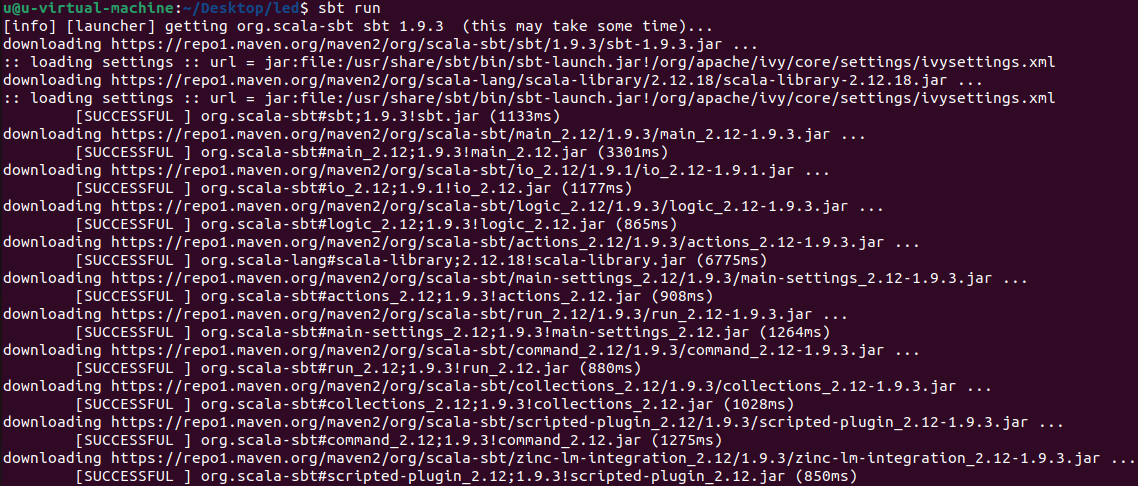 u@u-virtual-machine:~/Desktop/led$ sbt run
[info] [launcher] getting org.scala-sbt sbt 1.9.3  (this may take some time)...
downloading https://repo1.maven.org/maven2/org/scala-sbt/sbt/1.9.3/sbt-1.9.3.jar ...
:: loading settings :: url = jar:file:/usr/share/sbt/bin/sbt-launch.jar!/org/apache/ivy/core/settings/ivysettings.xml
downloading https://repo1.maven.org/maven2/org/scala-lang/scala-library/2.12.18/scala-library-2.12.18.jar ...
:: loading settings :: url = jar:file:/usr/share/sbt/bin/sbt-launch.jar!/org/apache/ivy/core/settings/ivysettings.xml
        [SUCCESSFUL ] org.scala-sbt#sbt;1.9.3!sbt.jar (1133ms)
downloading https://repo1.maven.org/maven2/org/scala-sbt/main_2.12/1.9.3/main_2.12-1.9.3.jar ...
        [SUCCESSFUL ] org.scala-sbt#main_2.12;1.9.3!main_2.12.jar (3301ms)
downloading https://repo1.maven.org/maven2/org/scala-sbt/io_2.12/1.9.1/io_2.12-1.9.1.jar ...
        [SUCCESSFUL ] org.scala-sbt#io_2.12;1.9.1!io_2.12.jar (1177ms)
downloading https://repo1.maven.org/maven2/org/scala-sbt/logic_2.12/1.9.3/logic_2.12-1.9.3.jar ...
        [SUCCESSFUL ] org.scala-sbt#logic_2.12;1.9.3!logic_2.12.jar (865ms)
downloading https://repo1.maven.org/maven2/org/scala-sbt/actions_2.12/1.9.3/actions_2.12-1.9.3.jar ...
        [SUCCESSFUL ] org.scala-lang#scala-library;2.12.18!scala-library.jar (6775ms)
downloading https://repo1.maven.org/maven2/org/scala-sbt/main-settings_2.12/1.9.3/main-settings_2.12-1.9.3.jar ...
        [SUCCESSFUL ] org.scala-sbt#actions_2.12;1.9.3!actions_2.12.jar (908ms)
downloading https://repo1.maven.org/maven2/org/scala-sbt/run_2.12/1.9.3/run_2.12-1.9.3.jar ...
        [SUCCESSFUL ] org.scala-sbt#main-settings_2.12;1.9.3!main-settings_2.12.jar (1264ms)
downloading https://repo1.maven.org/maven2/org/scala-sbt/command_2.12/1.9.3/command_2.12-1.9.3.jar ...
        [SUCCESSFUL ] org.scala-sbt#run_2.12;1.9.3!run_2.12.jar (880ms)
downloading https://repo1.maven.org/maven2/org/scala-sbt/collections_2.12/1.9.3/collections_2.12-1.9.3.jar ...
        [SUCCESSFUL ] org.scala-sbt#collections_2.12;1.9.3!collections_2.12.jar (1028ms)
downloading https://repo1.maven.org/maven2/org/scala-sbt/scripted-plugin_2.12/1.9.3/scripted-plugin_2.12-1.9.3.jar ...
        [SUCCESSFUL ] org.scala-sbt#command_2.12;1.9.3!command_2.12.jar (1275ms)
downloading https://repo1.maven.org/maven2/org/scala-sbt/zinc-lm-integration_2.12/1.9.3/zinc-lm-integration_2.12-1.9.3.jar ...
        [SUCCESSFUL ] org.scala-sbt#scripted-plugin_2.12;1.9.3!scripted-plugin_2.12.jar (850ms)